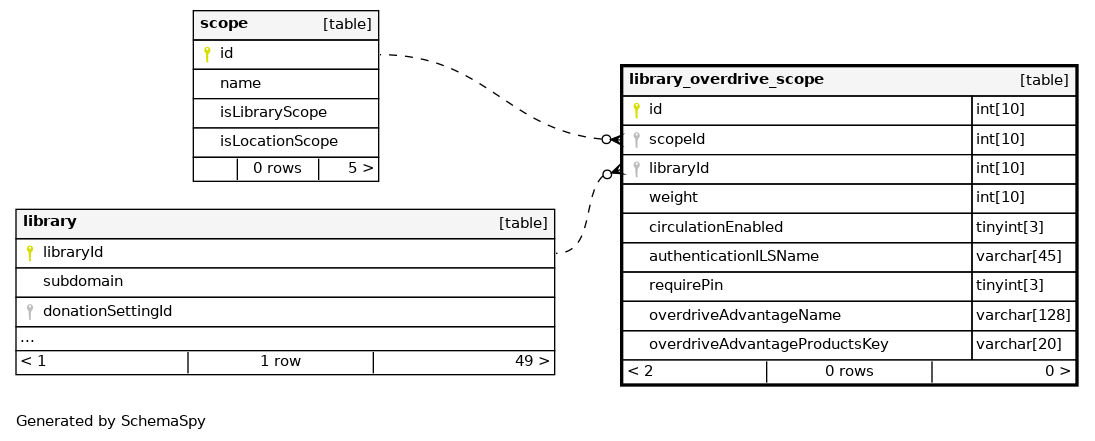 scope [table]
id
name
isLibraryScope
isLocationScope
0 rows 5 >
library_overdrive_scope [table]
id int[10]
scopeId int[10]
libraryId int[10]
weight int[10]
circulationEnabled tinyint[3]
authenticationILSName varchar[45]
requirePin tinyint[3]
overdriveAdvantageName varchar[128]
overdriveAdvantageProductsKey varchar[20]
< 2 0 rows 0 >
library [table]
libraryId
subdomain
donationSettingId
...
< 1 1 row 49 >
Generated by SchemaSpy